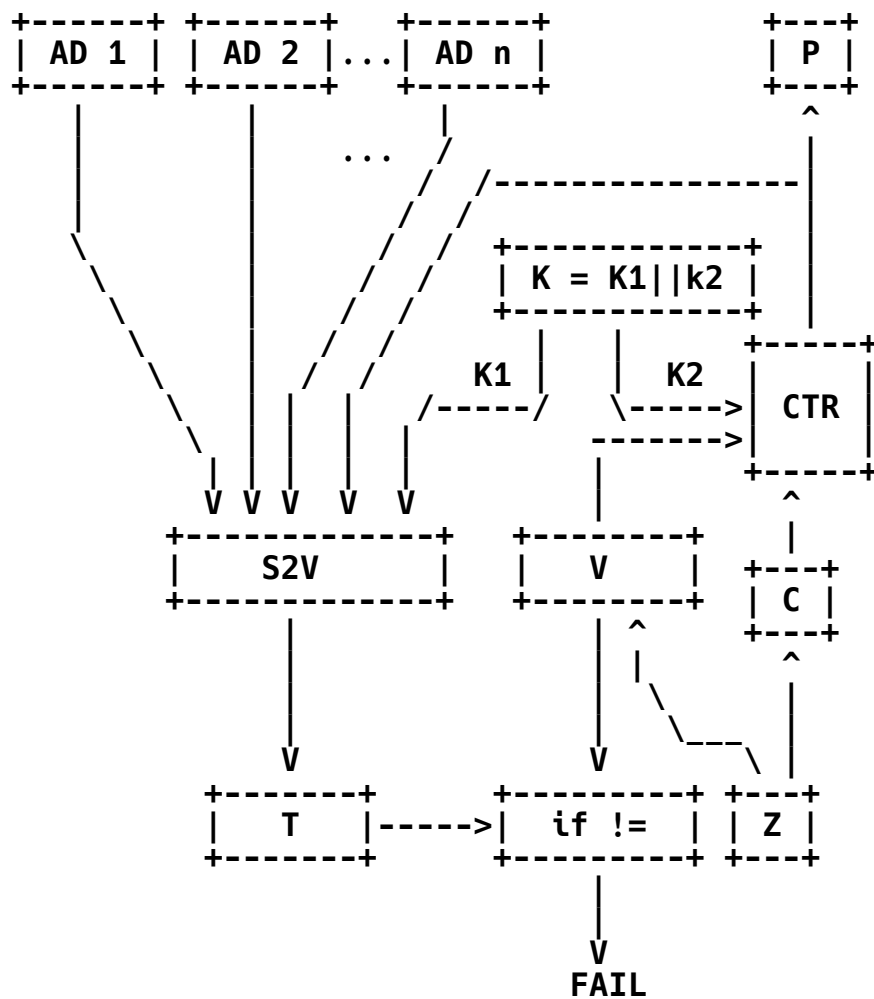 AD 1 AD 2 ... AD n P
...
K = K1||k2
K1 K2
CTR
S2V V
C
T if != Z
FAIL